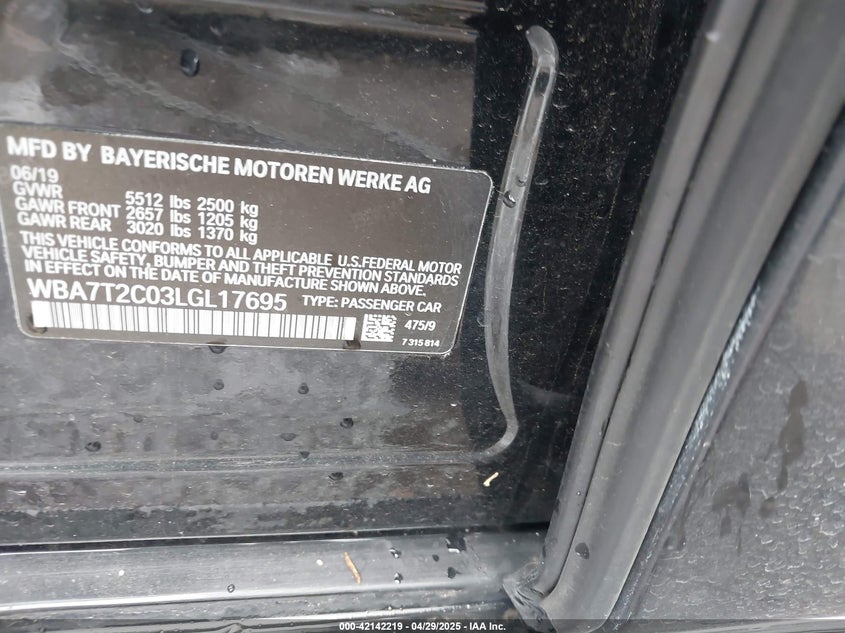 MFD BY BAYERISCHE MOTOREN WERKE AG
06/19
GVWR 5512 lbs 2500 kg
GAWR FRONT 2657 lbs 1205 kg
GAWR REAR 3020 lbs 1370 kg
THIS VEHICLE CONFORMS TO ALL APPLICABLE U.S.FEDERAL MOTOR
VEHICLE SAFETY, BUMPER AND THEFT PREVENTION STANDARDS
IN EFFECT ON THE DATE OF MANUFACTURE SHOWN ABOVE.
WBA7T2C03LGL17695 TYPE: PASSENGER CAR
475/9
7 315 814
000-42142219 - 04/29/2025 - IAA Inc.